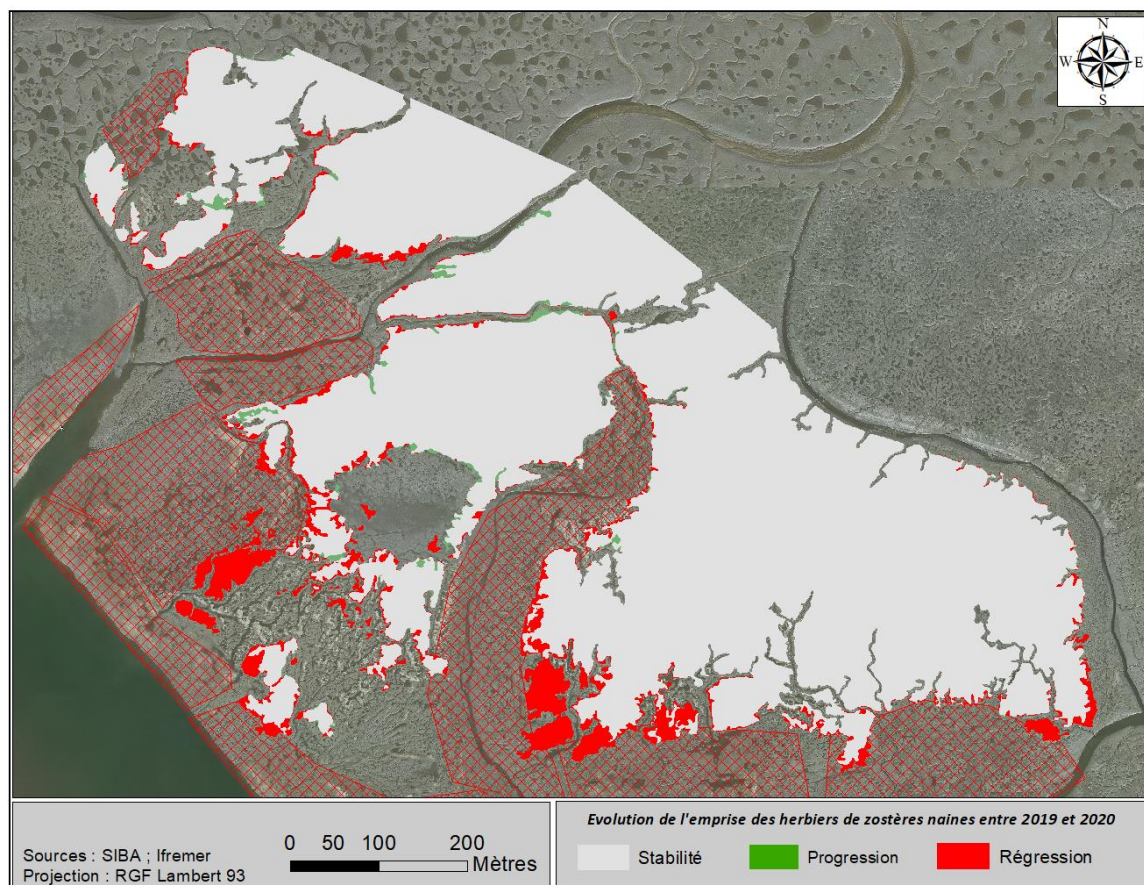 N
W E
S
Sources : SIBA ; Ifremer
Projection : RGF Lambert 93
0 50 100 200
Mètres
Evolution de l'emprise des herbiers de zostères naines entre 2019 et 2020
Stabilité Progression Régression